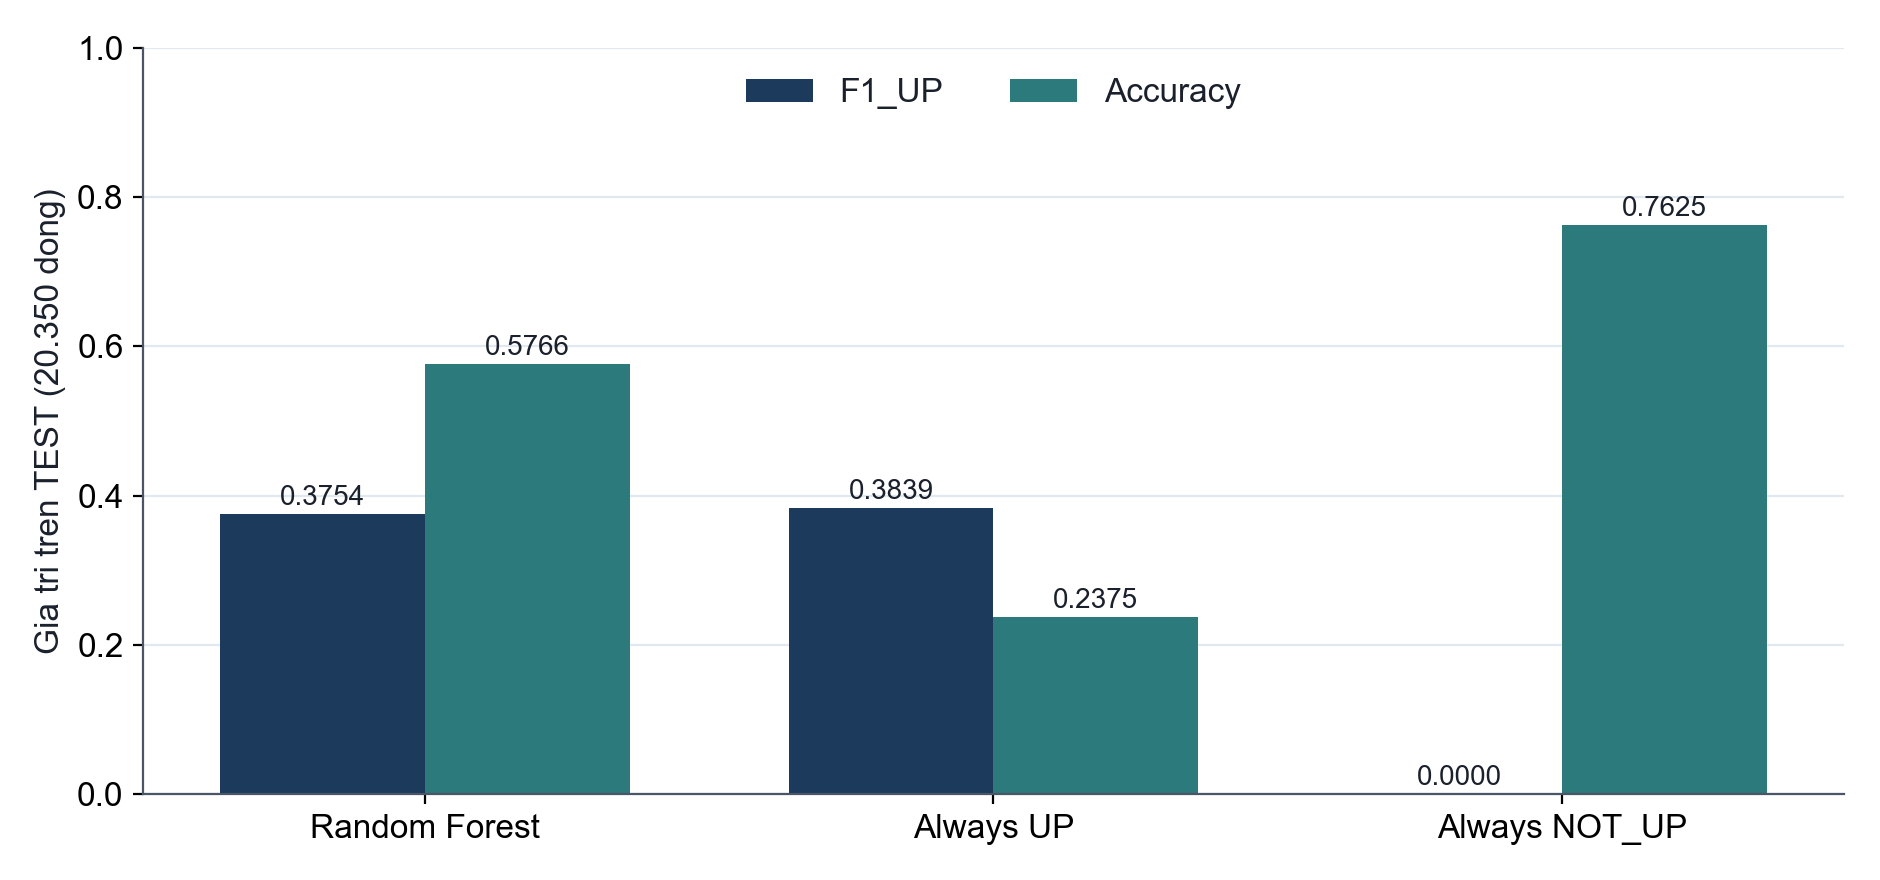 F1_UP Accuracy
Gia tri tren TEST (20.350 dong)
1.0
0.8
0.6
0.4
0.2
0.0
0.3754
0.5766
0.3839
0.2375
0.0000
0.7625
Random Forest
Always UP
Always NOT_UP